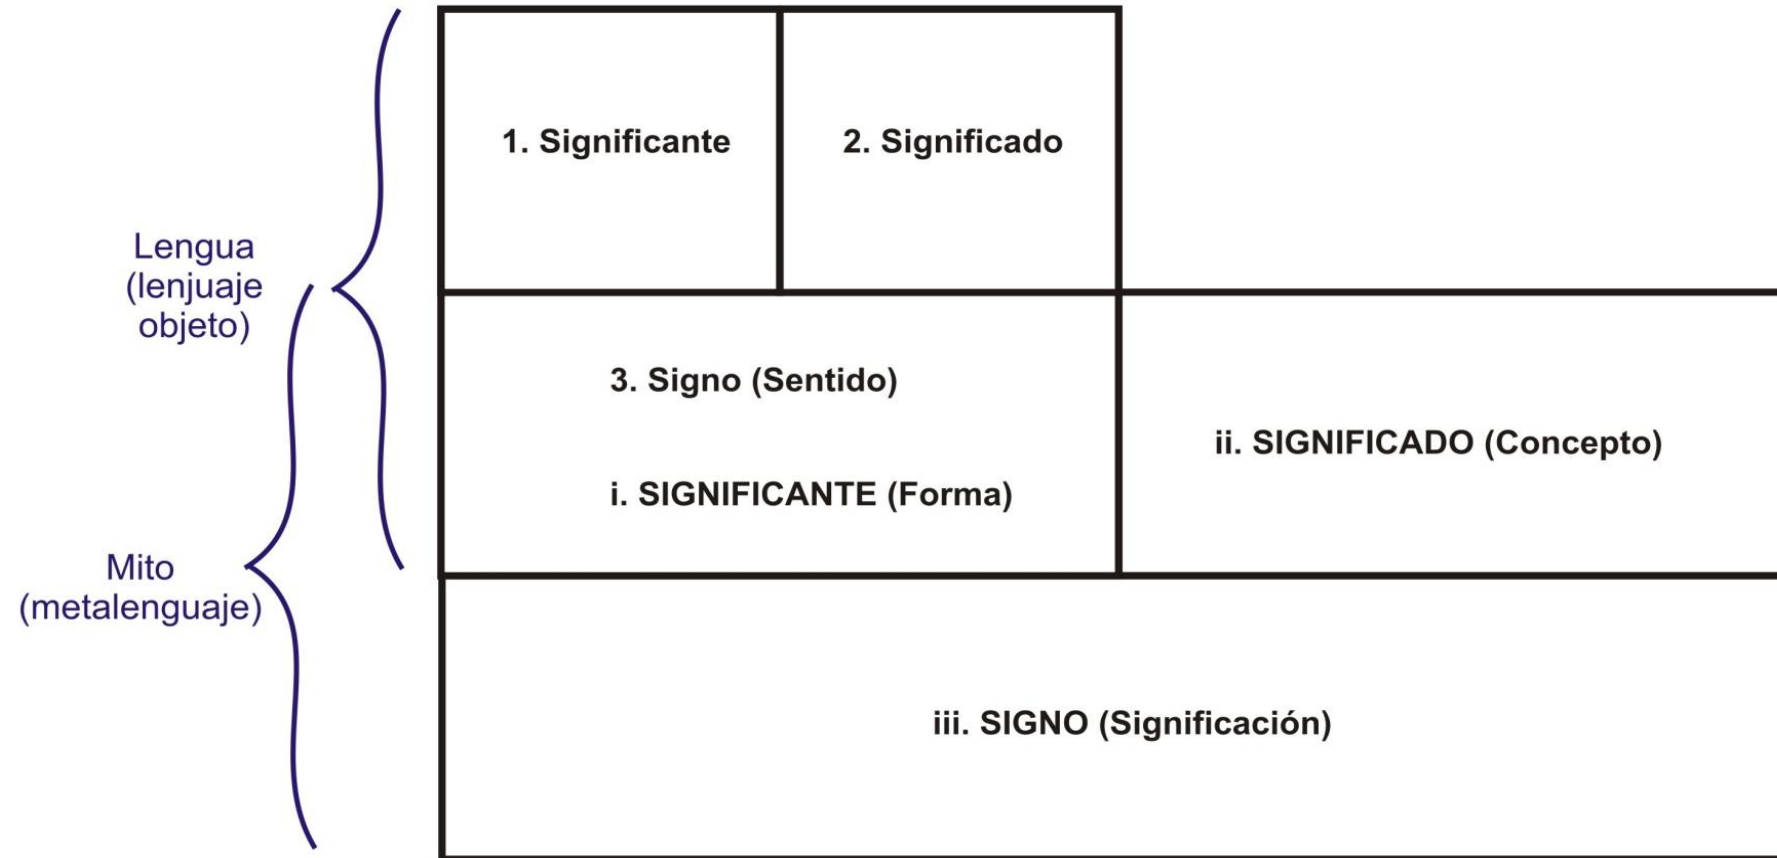 1. Significante
2. Significado
Lengua
(lenjuaje
objeto)
3. Signo (Sentido)
i. SIGNIFICANTE (Forma)
ii. SIGNIFICADO (Concepto)
Mito
(metalenguaje)
iii. SIGNO (Significación)